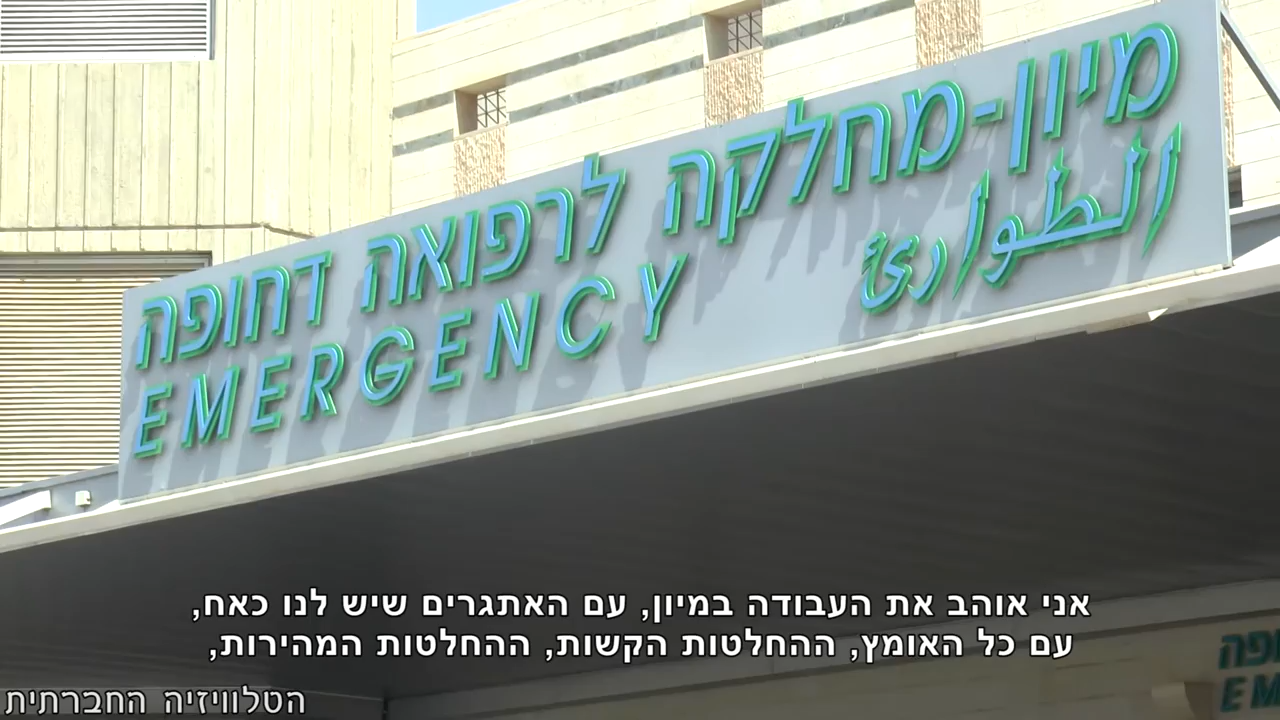 מיון-מחלקה לרפואה דחופה
الطوارئ
EMERGENCY
אני אוהב את העבודה במיון, עם האתגרים שיש לנו כאח,
עם כל האומץ, ההחלטות הקשות, ההחלטות המהירות,
הטלוויזיה החברתית